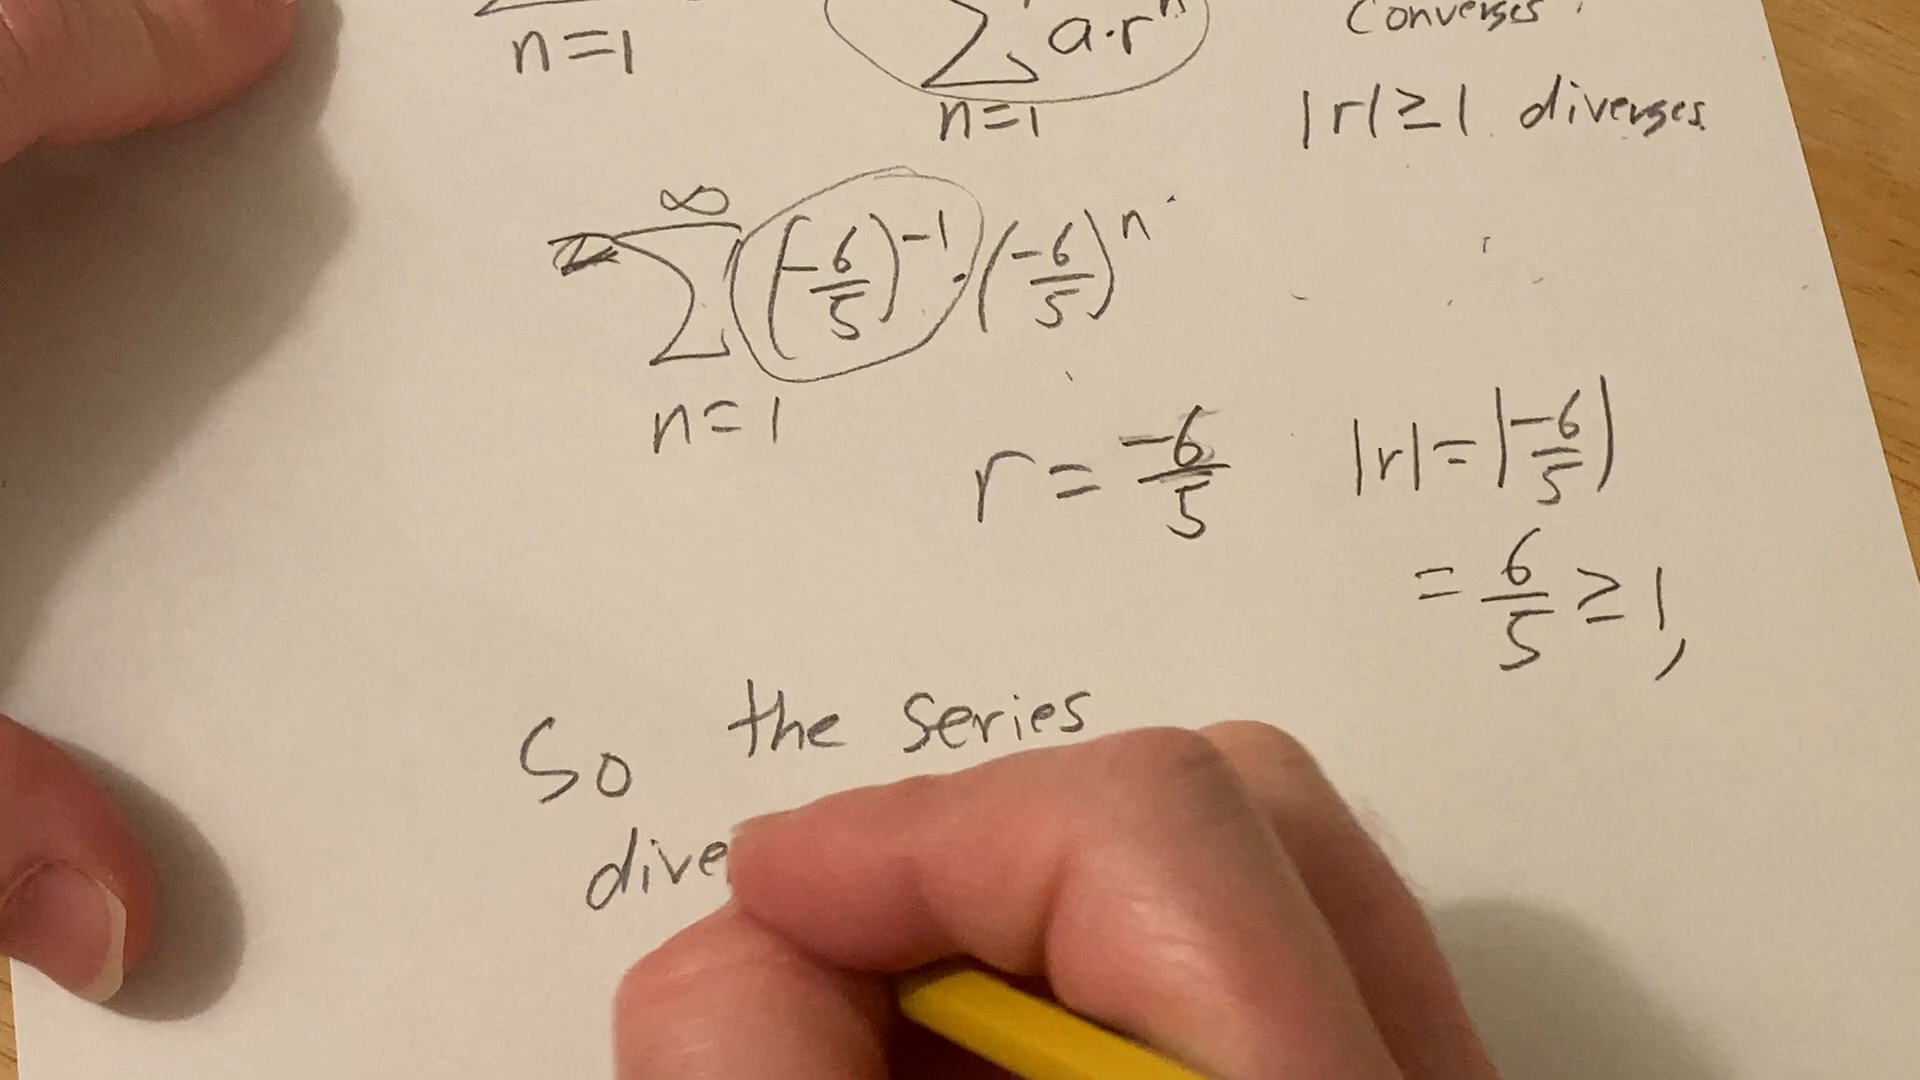 n=1
∑ a·rⁿ
n=1
Converges.
|r| ≥ 1 diverges.
∞
∑ (-6/5)⁻¹ · (-6/5)ⁿ
n=1
r = -6/5
|r| = |-6/5|
= 6/5 ≥ 1,
So the series
dive